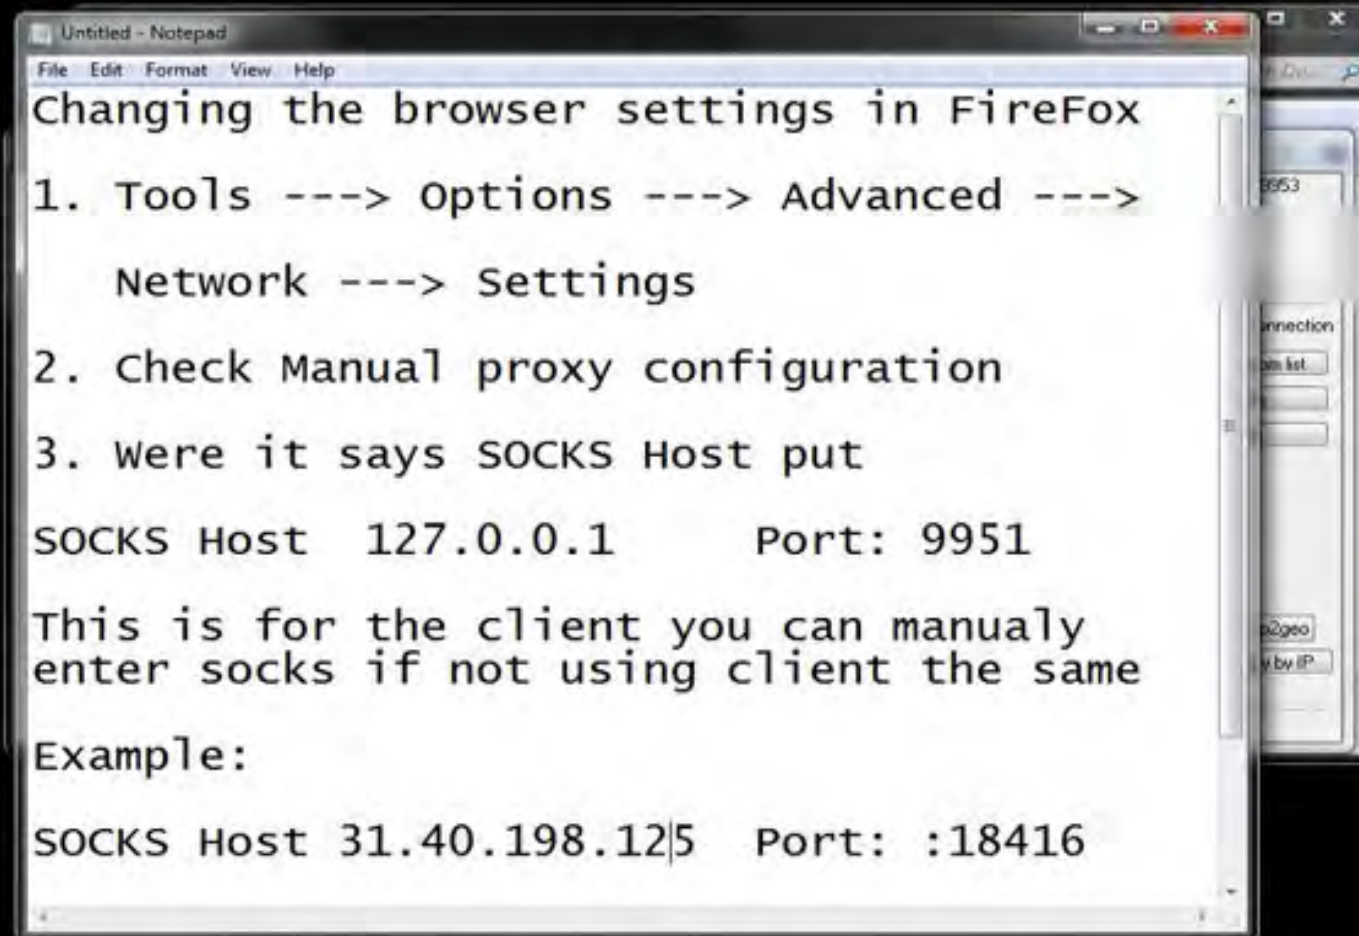 Untitled - Notepad
File Edit Format View Help
Changing the browser settings in FireFox
1. Tools ---> Options ---> Advanced --->
Network ---> Settings
2. Check Manual proxy configuration
3. Were it says SOCKS Host put
SOCKS Host 127.0.0.1 Port: 9951
This is for the client you can manualy
enter socks if not using client the same
Example:
SOCKS Host 31.40.198.125 Port: :18416